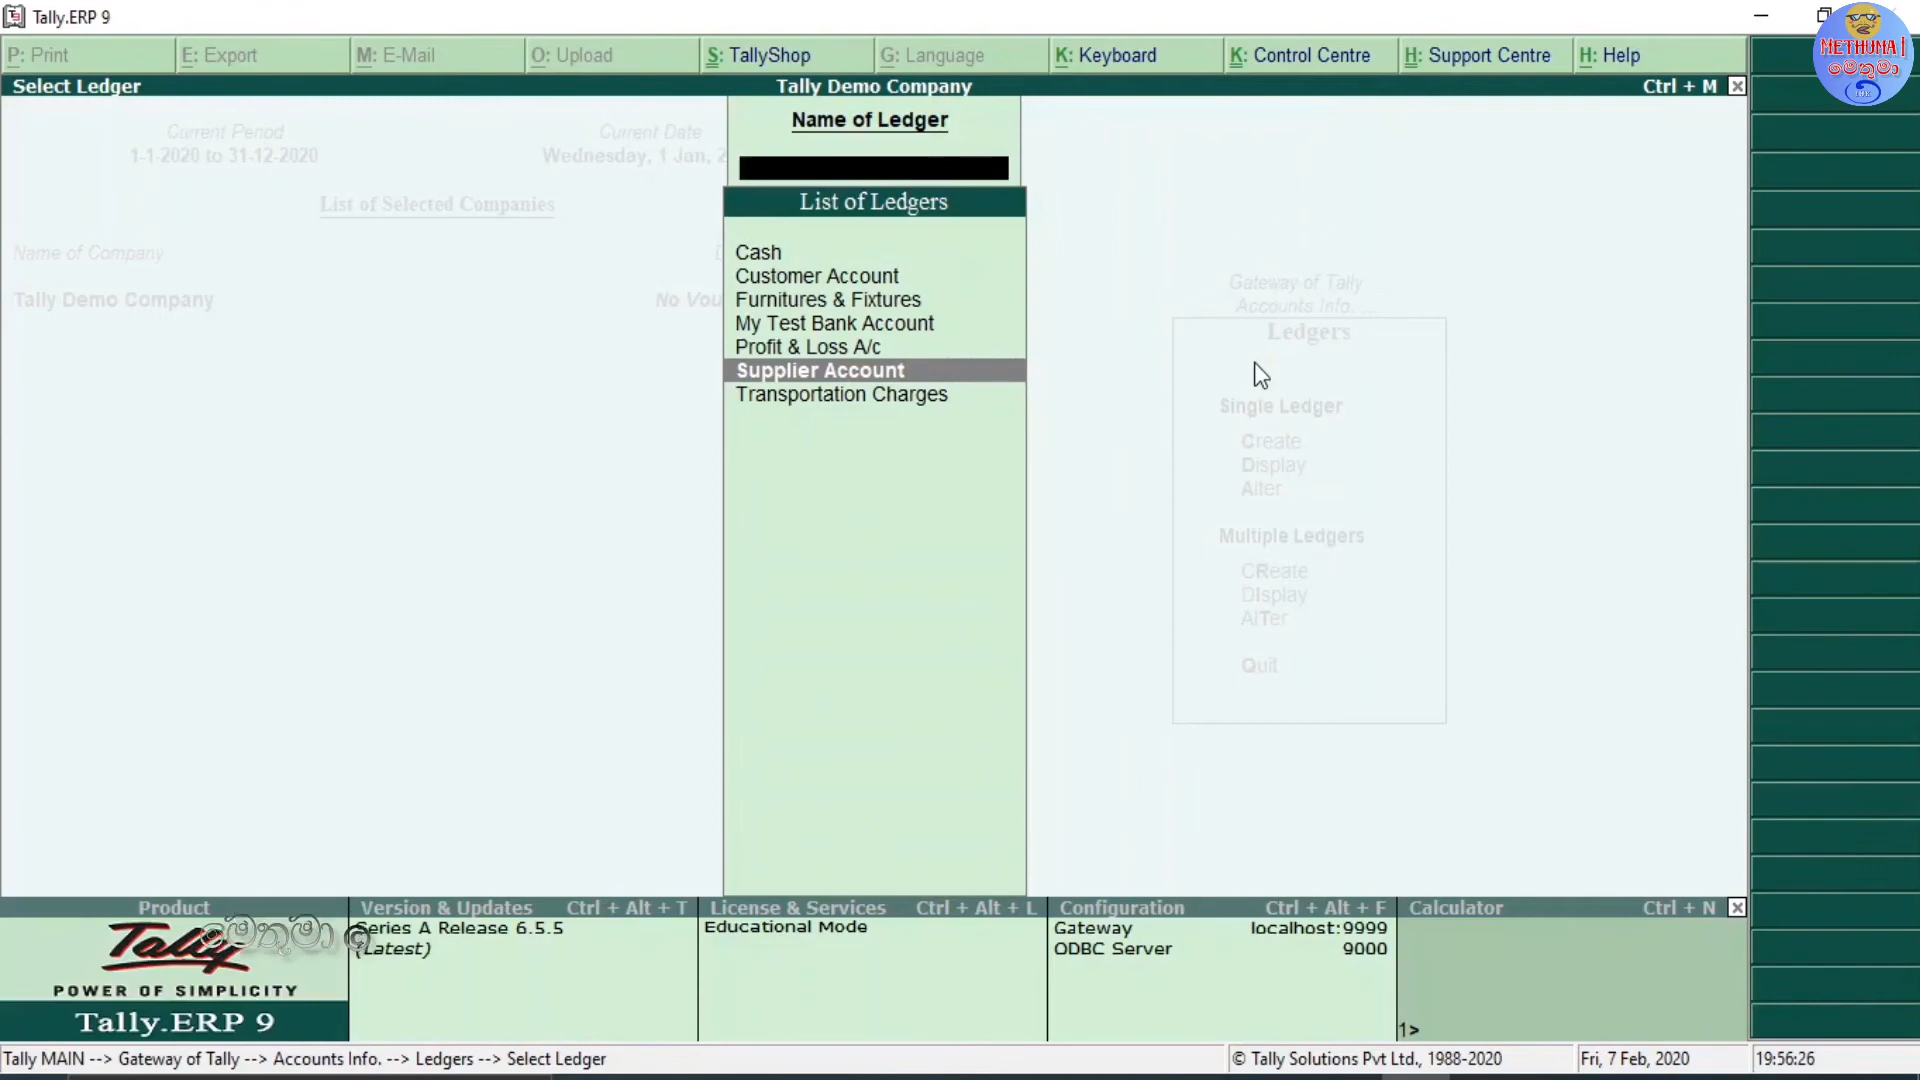 Tally.ERP 9
P: Print
E: Export
M: E-Mail
O: Upload
S: TallyShop
G: Language
K: Keyboard
K: Control Centre
H: Support Centre
H: Help
METHUMA
මෙතුමා
Select Ledger
Tally Demo Company
Ctrl + M
Current Period
1-1-2020 to 31-12-2020
Current Date
Wednesday, 1 Jan, 2
List of Selected Companies
Name of Company
Tally Demo Company
No Vou
Name of Ledger
List of Ledgers
Cash
Customer Account
Furnitures & Fixtures
My Test Bank Account
Profit & Loss A/c
Supplier Account
Transportation Charges
Gateway of Tally
Accounts Info. ...
Ledgers
Single Ledger
Create
Display
Alter
Multiple Ledgers
CReate
DIsplay
AlTer
Quit
Product
Tally
මෙතුමා ©
POWER OF SIMPLICITY
Tally.ERP 9
Version & Updates Ctrl + Alt + T
Series A Release 6.5.5
(Latest)
License & Services Ctrl + Alt + L
Educational Mode
Configuration Ctrl + Alt + F
Gateway localhost:9999
ODBC Server 9000
Calculator Ctrl + N
1>
Tally MAIN --> Gateway of Tally --> Accounts Info. --> Ledgers --> Select Ledger
© Tally Solutions Pvt Ltd., 1988-2020
Fri, 7 Feb, 2020
19:56:26